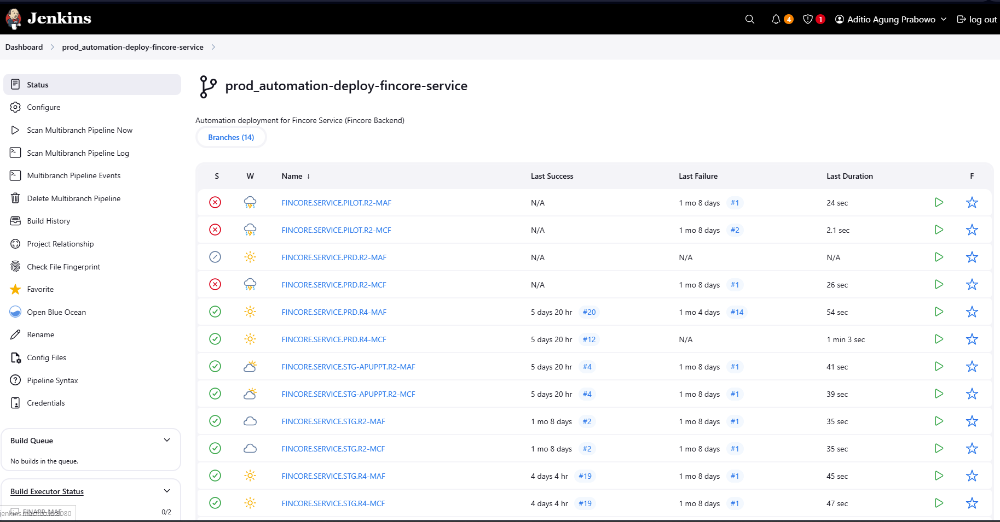 Jenkins
4
1
Aditio Agung Prabowo
log out
Dashboard
prod_automation-deploy-fincore-service
Status
Configure
Scan Multibranch Pipeline Now
Scan Multibranch Pipeline Log
Multibranch Pipeline Events
Delete Multibranch Pipeline
Build History
Project Relationship
Check File Fingerprint
Favorite
Open Blue Ocean
Rename
Config Files
Pipeline Syntax
Credentials
Build Queue
No builds in the queue.
Build Executor Status
FINAPP-MAF 0/2
prod_automation-deploy-fincore-service
Automation deployment for Fincore Service (Fincore Backend)
Branches (14)
S W Name ↓ Last Success Last Failure Last Duration F
FINCORE.SERVICE.PILOT.R2-MAF N/A 1 mo 8 days #1 24 sec
FINCORE.SERVICE.PILOT.R2-MCF N/A 1 mo 8 days #2 2.1 sec
FINCORE.SERVICE.PRD.R2-MAF N/A N/A N/A
FINCORE.SERVICE.PRD.R2-MCF N/A 1 mo 8 days #1 26 sec
FINCORE.SERVICE.PRD.R4-MAF 5 days 20 hr #20 1 mo 4 days #14 54 sec
FINCORE.SERVICE.PRD.R4-MCF 5 days 20 hr #12 N/A 1 min 3 sec
FINCORE.SERVICE.STG-APUPPT.R2-MAF 5 days 20 hr #4 1 mo 8 days #1 41 sec
FINCORE.SERVICE.STG-APUPPT.R2-MCF 5 days 20 hr #4 1 mo 8 days #1 39 sec
FINCORE.SERVICE.STG.R2-MAF 1 mo 8 days #2 1 mo 8 days #1 35 sec
FINCORE.SERVICE.STG.R2-MCF 1 mo 8 days #2 1 mo 8 days #1 35 sec
FINCORE.SERVICE.STG.R4-MAF 4 days 4 hr #19 1 mo 8 days #1 45 sec
FINCORE.SERVICE.STG.R4-MCF 4 days 4 hr #19 1 mo 8 days #1 47 sec